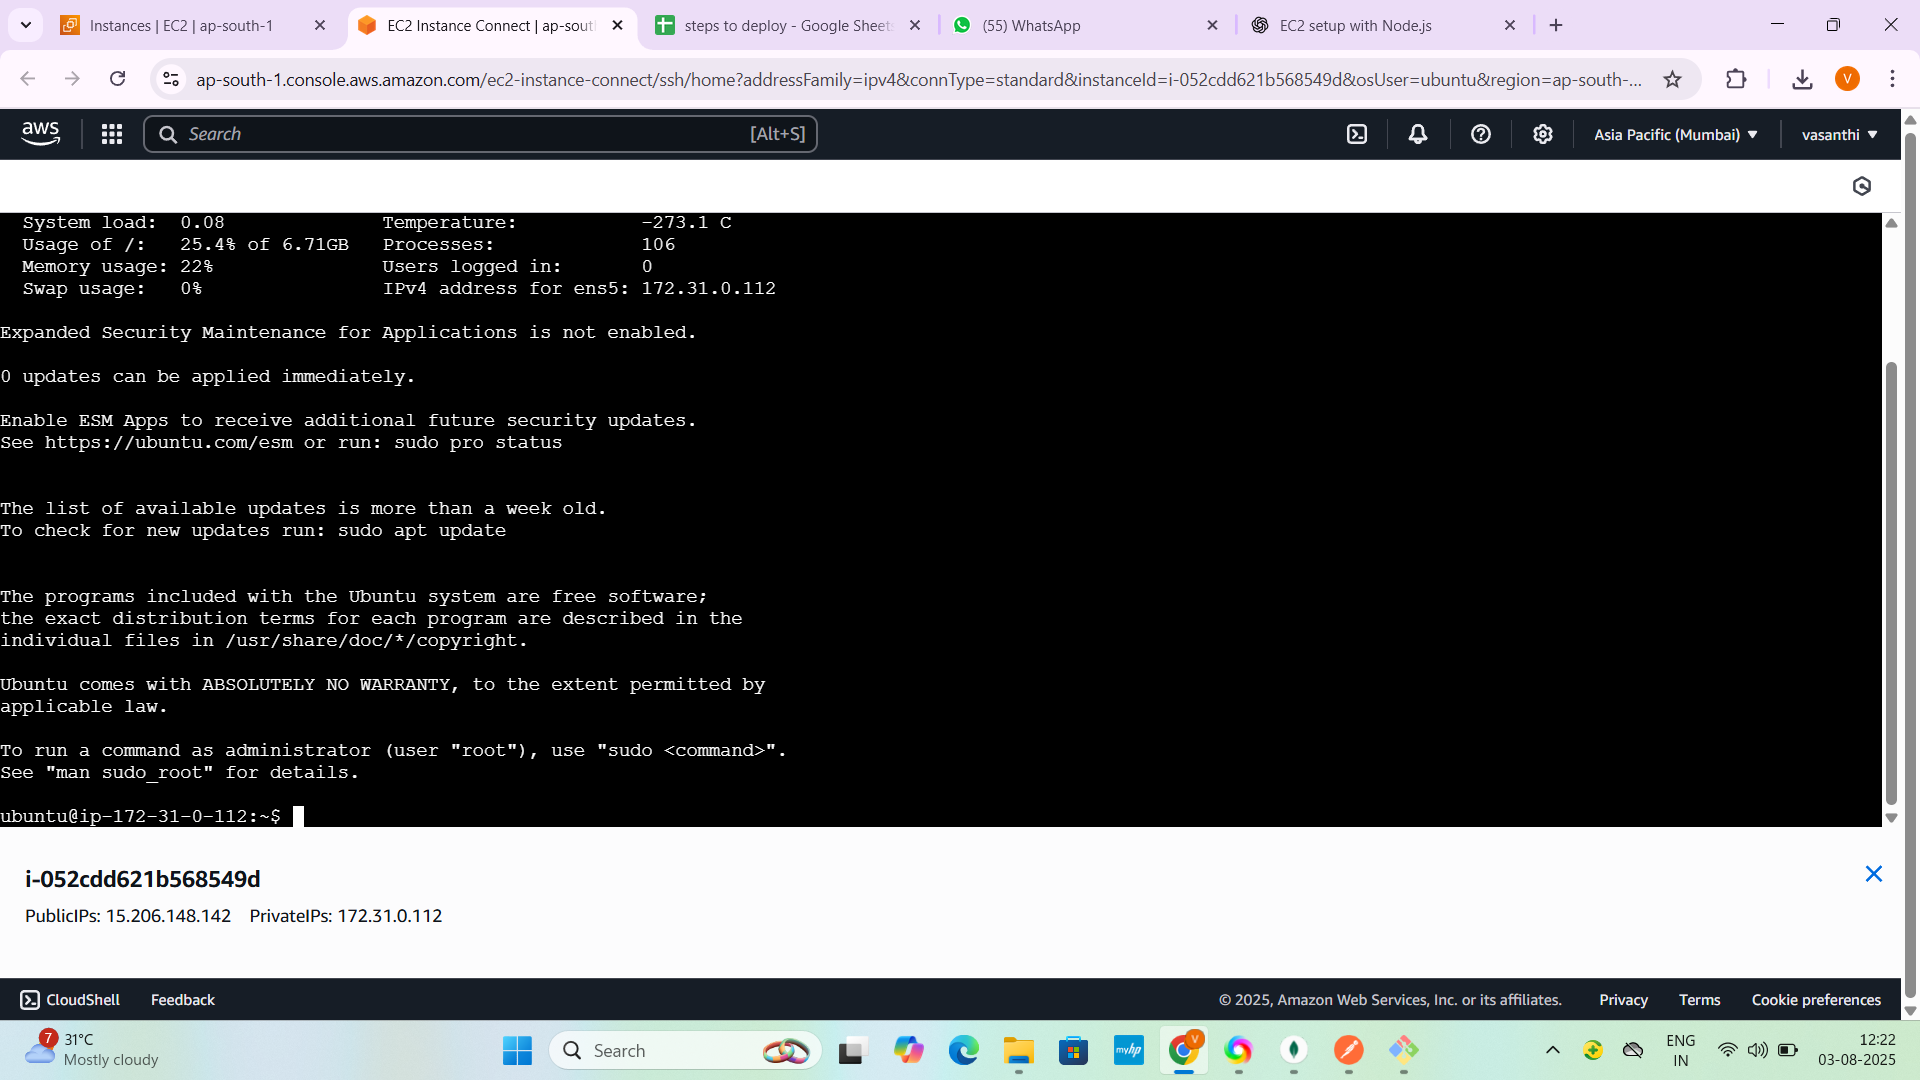 Instances | EC2 | ap-south-1
EC2 Instance Connect | ap-sout
steps to deploy - Google Sheets
(55) WhatsApp
EC2 setup with Node.js
ap-south-1.console.aws.amazon.com/ec2-instance-connect/ssh/home?addressFamily=ipv4&connType=standard&instanceId=i-052cdd621b568549d&osUser=ubuntu&region=ap-south-...
V
aws
Search
[Alt+S]
Asia Pacific (Mumbai)
vasanthi
System load:  0.08              Temperature:           -273.1 C
Usage of /:   25.4% of 6.71GB   Processes:             106
Memory usage: 22%               Users logged in:       0
Swap usage:   0%                IPv4 address for ens5: 172.31.0.112
Expanded Security Maintenance for Applications is not enabled.
0 updates can be applied immediately.
Enable ESM Apps to receive additional future security updates.
See https://ubuntu.com/esm or run: sudo pro status
The list of available updates is more than a week old.
To check for new updates run: sudo apt update
The programs included with the Ubuntu system are free software;
the exact distribution terms for each program are described in the
individual files in /usr/share/doc/*/copyright.
Ubuntu comes with ABSOLUTELY NO WARRANTY, to the extent permitted by
applicable law.
To run a command as administrator (user "root"), use "sudo <command>".
See "man sudo_root" for details.
ubuntu@ip-172-31-0-112:~$
i-052cdd621b568549d
PublicIPs: 15.206.148.142    PrivateIPs: 172.31.0.112
CloudShell
Feedback
© 2025, Amazon Web Services, Inc. or its affiliates.
Privacy
Terms
Cookie preferences
7
31°C
Mostly cloudy
Search
myhp
V
ENG
IN
12:22
03-08-2025